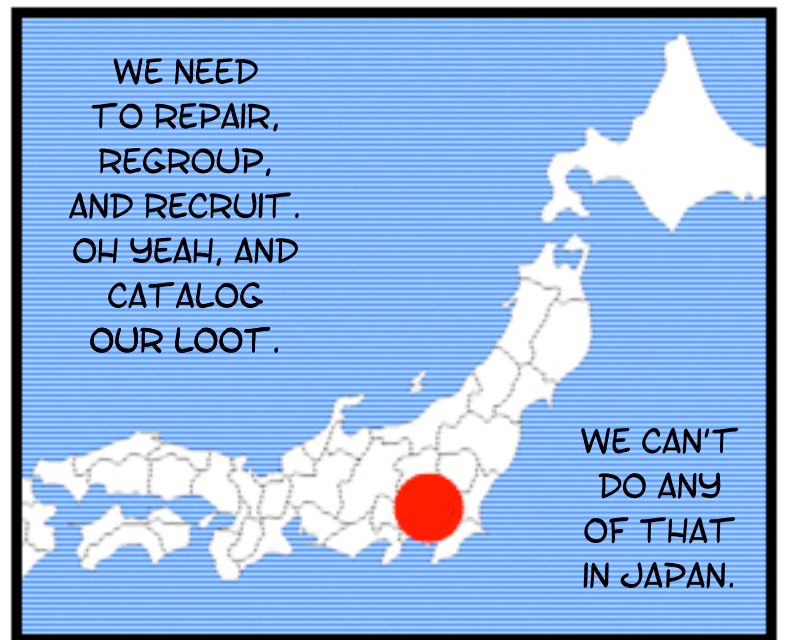 WE NEED
TO REPAIR,
REGROUP,
AND RECRUIT.
OH YEAH, AND
CATALOG
OUR LOOT.
WE CAN'T
DO ANY
OF THAT
IN JAPAN.